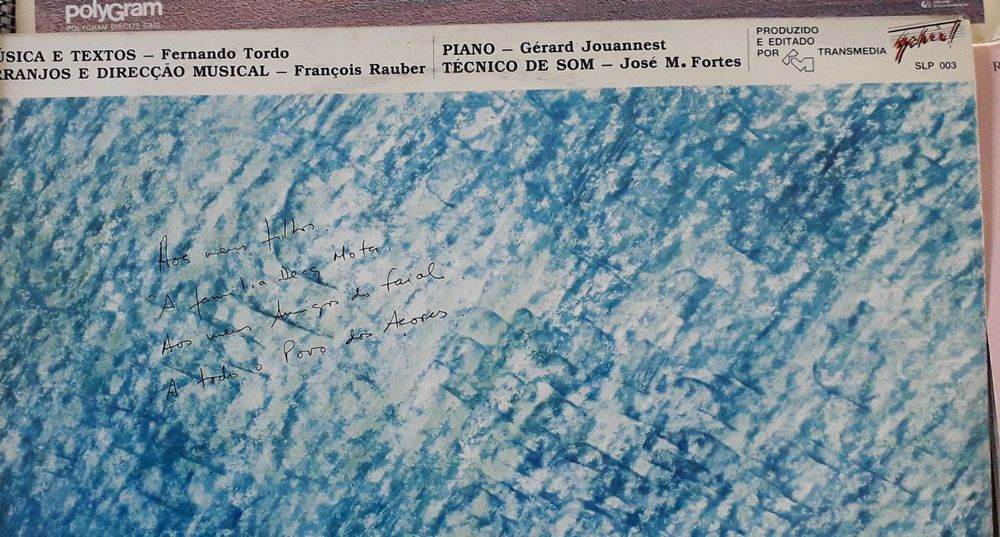 polyGram
POLYGRAM DISCOS SARL
ÚSICA E TEXTOS – Fernando Tordo
RRANJOS E DIRECÇÃO MUSICAL – François Rauber
PIANO – Gérard Jouannest
TÉCNICO DE SOM – José M. Fortes
PRODUZIDO
E EDITADO
POR TRANSMEDIA
SLP 003
Aos meus filhos.
À família Decq Mota.
Aos meus Amigos do Faial.
A todo o Povo dos Açores.